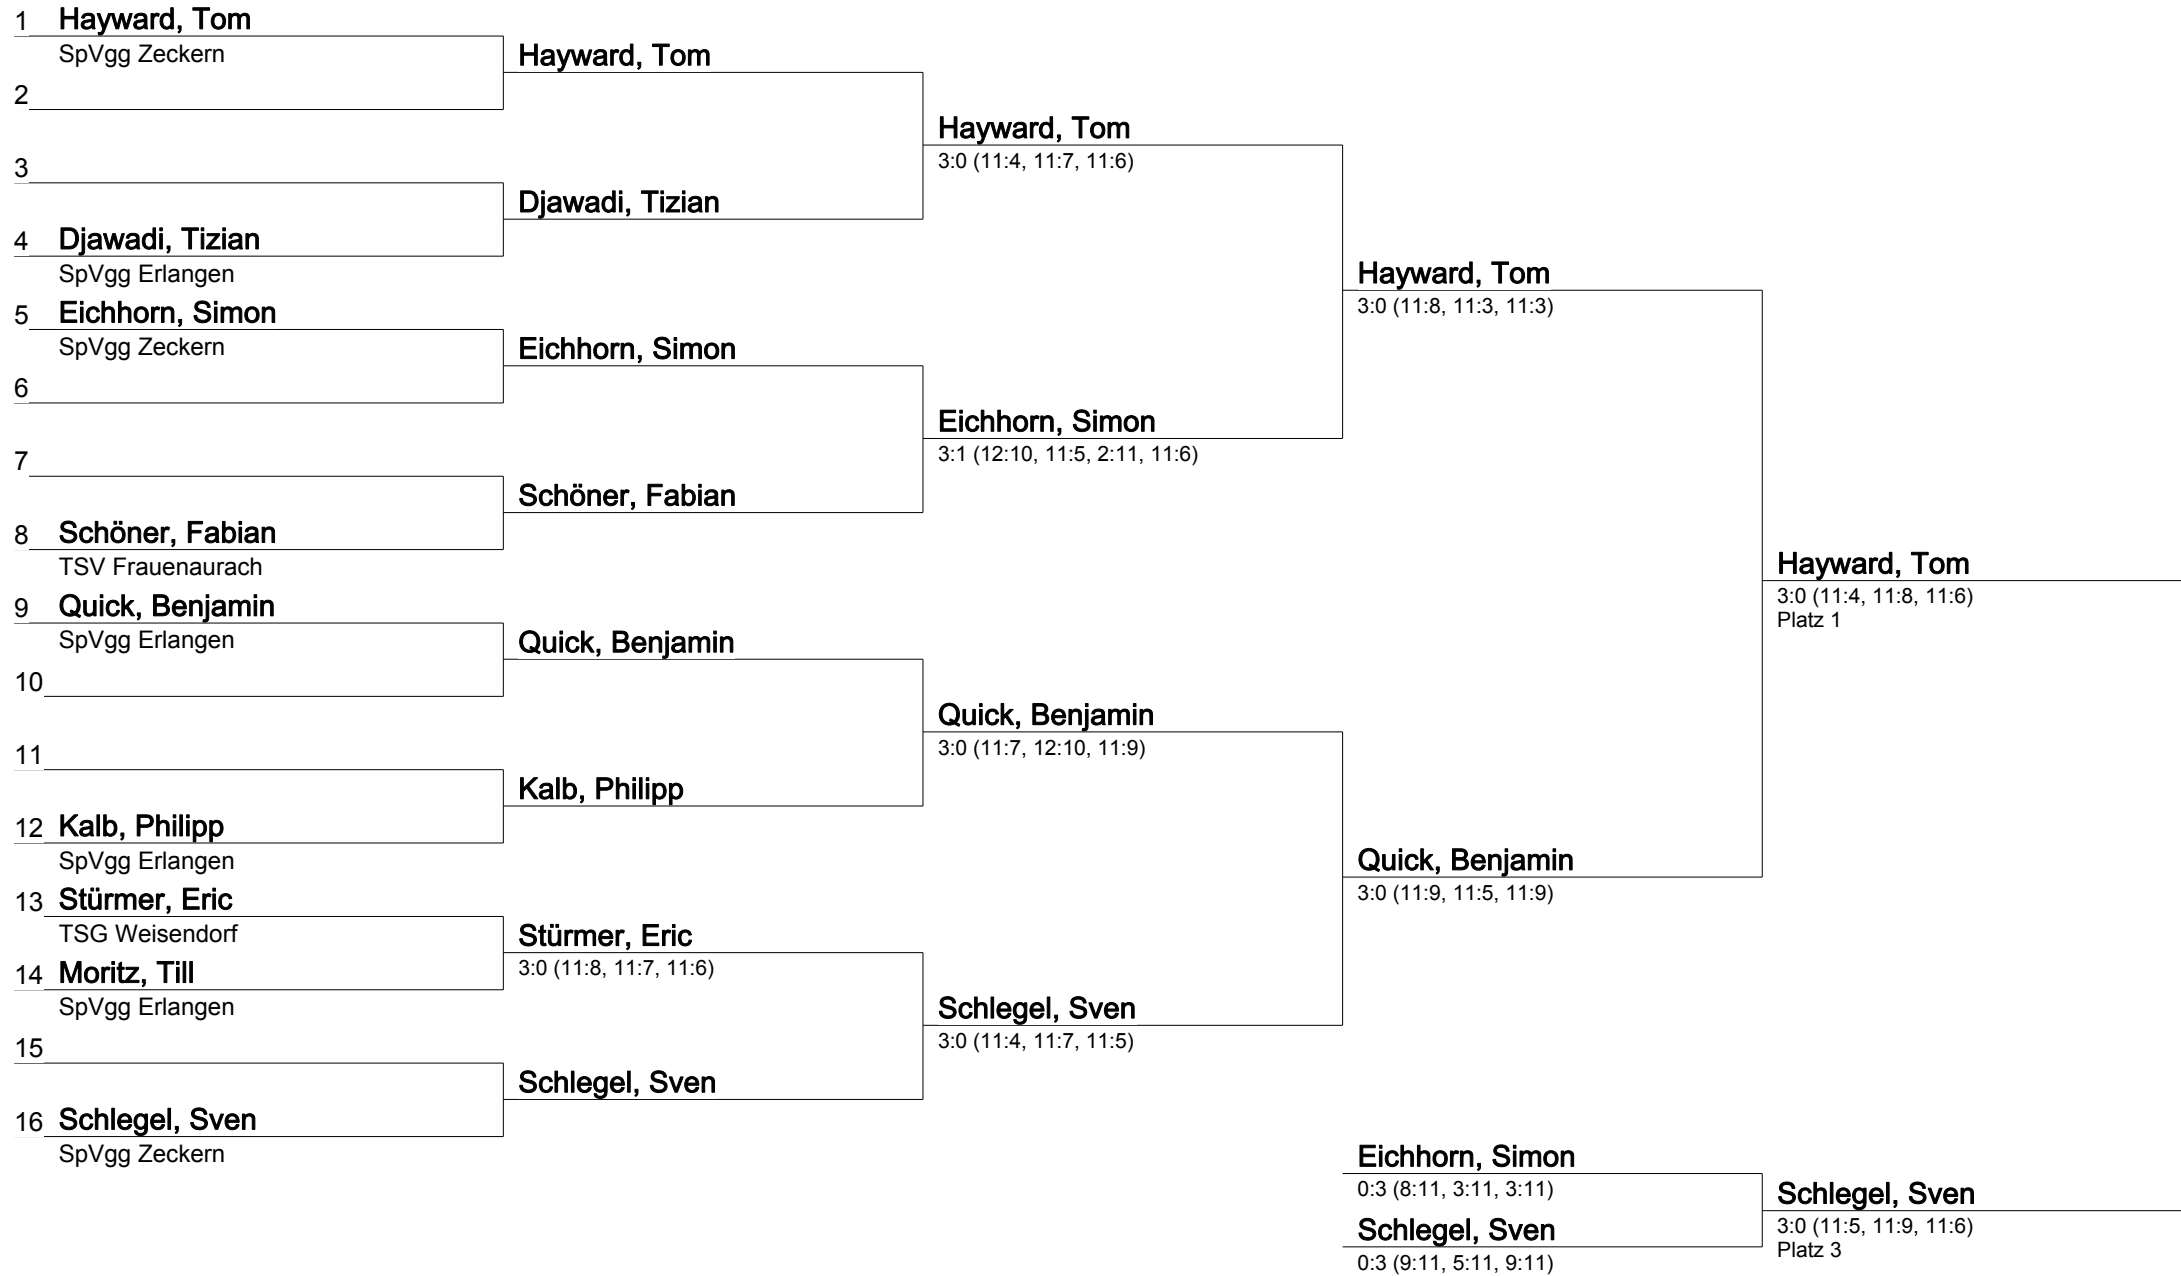 1 Hayward, Tom
SpVgg Zeckern
2
3
4 Djawadi, Tizian
SpVgg Erlangen
5 Eichhorn, Simon
SpVgg Zeckern
6
7
8 Schöner, Fabian
TSV Frauenaurach
9 Quick, Benjamin
SpVgg Erlangen
10
11
12 Kalb, Philipp
SpVgg Erlangen
13 Stürmer, Eric
TSG Weisendorf
14 Moritz, Till
SpVgg Erlangen
15
16 Schlegel, Sven
SpVgg Zeckern
Hayward, Tom
Djawadi, Tizian
Eichhorn, Simon
Schöner, Fabian
Quick, Benjamin
Kalb, Philipp
Stürmer, Eric
3:0 (11:8, 11:7, 11:6)
Schlegel, Sven
Hayward, Tom
3:0 (11:4, 11:7, 11:6)
Eichhorn, Simon
3:1 (12:10, 11:5, 2:11, 11:6)
Quick, Benjamin
3:0 (11:7, 12:10, 11:9)
Schlegel, Sven
3:0 (11:4, 11:7, 11:5)
Hayward, Tom
3:0 (11:8, 11:3, 11:3)
Quick, Benjamin
3:0 (11:9, 11:5, 11:9)
Hayward, Tom
3:0 (11:4, 11:8, 11:6)
Platz 1
Eichhorn, Simon
0:3 (8:11, 3:11, 3:11)
Schlegel, Sven
0:3 (9:11, 5:11, 9:11)
Schlegel, Sven
3:0 (11:5, 11:9, 11:6)
Platz 3